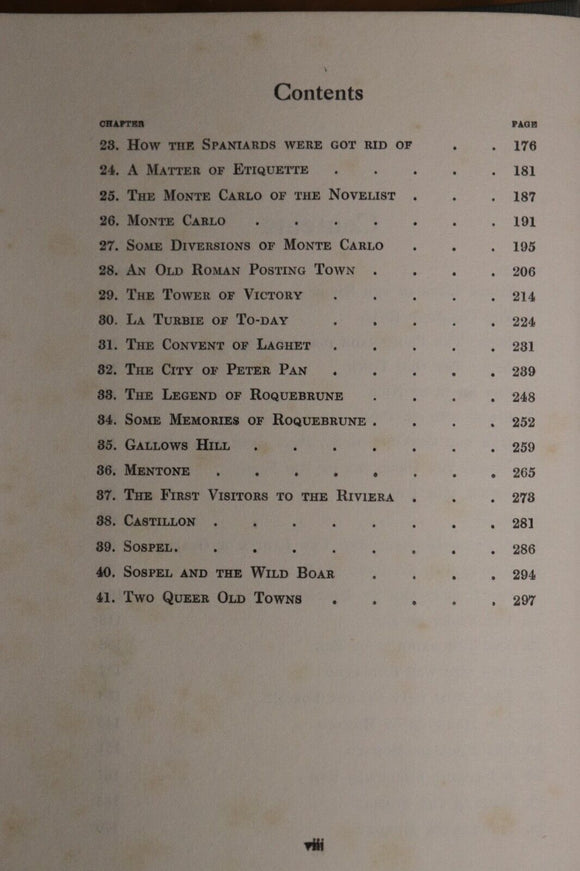 Contents
CHAPTER PAGE
23. How the Spaniards were got rid of . . 176
24. A Matter of Etiquette . . . . . 181
25. The Monte Carlo of the Novelist . . . 187
26. Monte Carlo . . . . . . . 191
27. Some Diversions of Monte Carlo . . . 195
28. An Old Roman Posting Town . . . . 206
29. The Tower of Victory . . . . . 214
30. La Turbie of To-day . . . . . 224
31. The Convent of Laghet . . . . . 231
32. The City of Peter Pan . . . . . 239
33. The Legend of Roquebrune . . . . 248
34. Some Memories of Roquebrune . . . . 252
35. Gallows Hill . . . . . . . 259
36. Mentone . . . . . . . . 265
37. The First Visitors to the Riviera . . . 273
38. Castillon . . . . . . . . 281
39. Sospel. . . . . . . . . 286
40. Sospel and the Wild Boar . . . . 294
41. Two Queer Old Towns . . . . . 297
viii